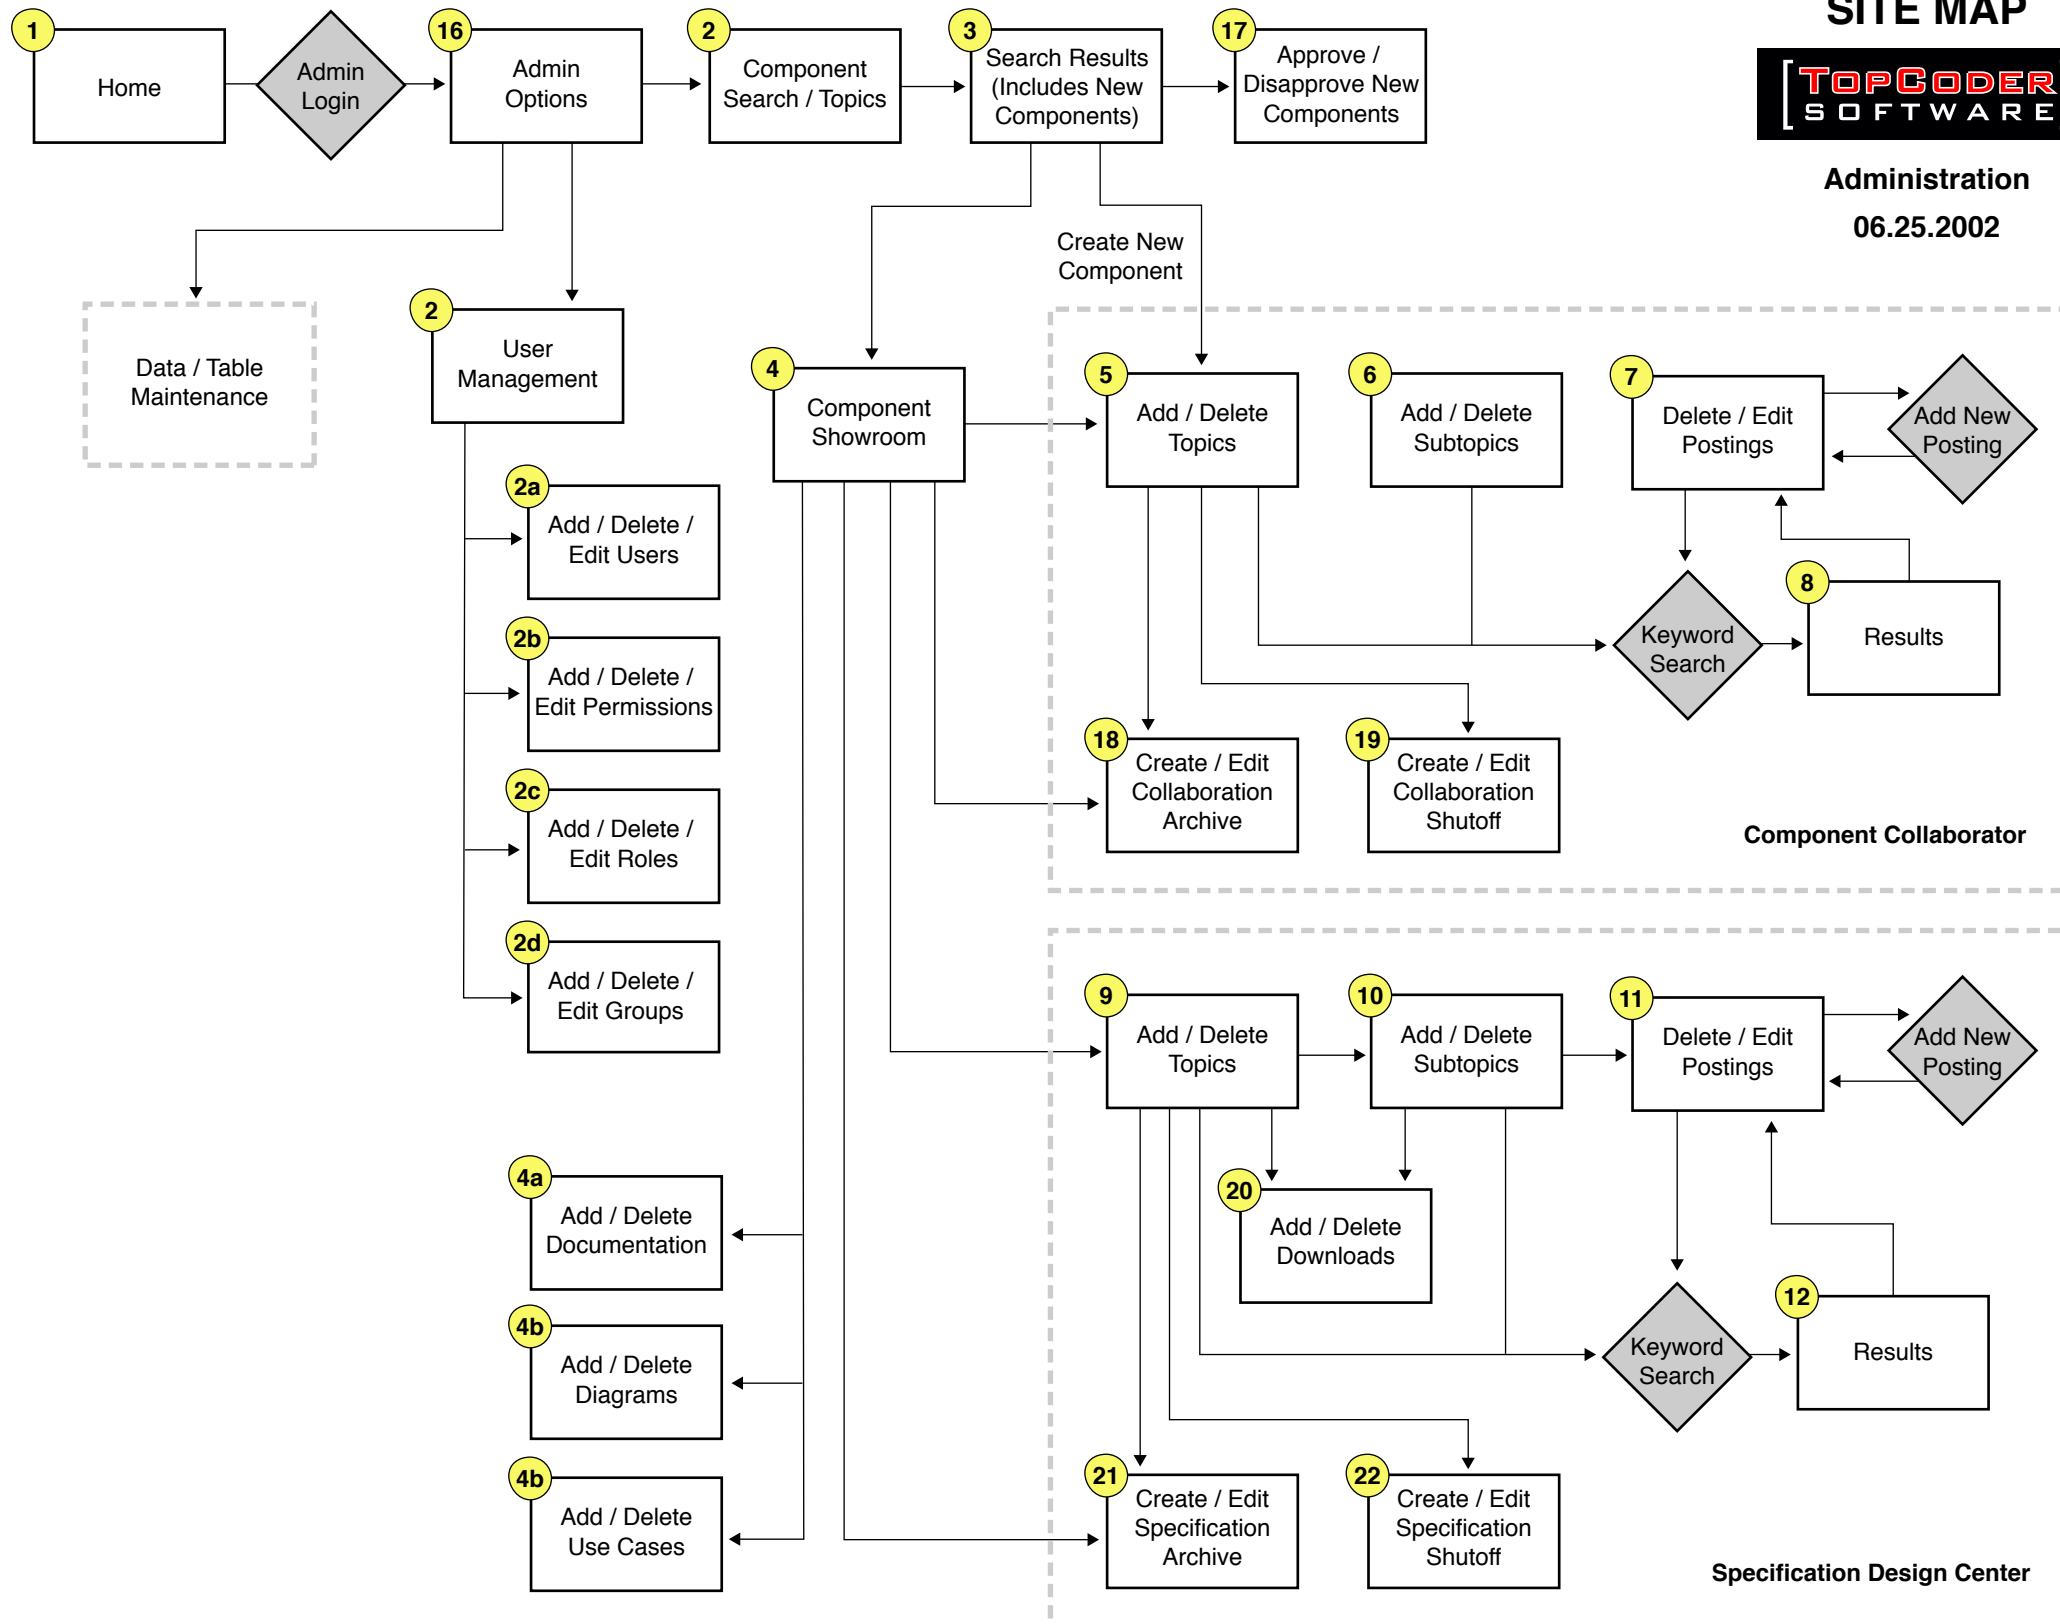 SITE MAP
TOPCODER
SOFTWARE
Administration
06.25.2002
1
Home
Admin
Login
16
Admin
Options
2
Component
Search / Topics
3
Search Results
(Includes New
Components)
17
Approve /
Disapprove New
Components
Create New
Component
Data / Table
Maintenance
2
User
Management
2a
Add / Delete /
Edit Users
2b
Add / Delete /
Edit Permissions
2c
Add / Delete /
Edit Roles
2d
Add / Delete /
Edit Groups
4
Component
Showroom
4a
Add / Delete
Documentation
4b
Add / Delete
Diagrams
4b
Add / Delete
Use Cases
5
Add / Delete
Topics
6
Add / Delete
Subtopics
7
Delete / Edit
Postings
Add New
Posting
Keyword
Search
8
Results
18
Create / Edit
Collaboration
Archive
19
Create / Edit
Collaboration
Shutoff
Component Collaborator
9
Add / Delete
Topics
10
Add / Delete
Subtopics
11
Delete / Edit
Postings
Add New
Posting
20
Add / Delete
Downloads
Keyword
Search
12
Results
21
Create / Edit
Specification
Archive
22
Create / Edit
Specification
Shutoff
Specification Design Center